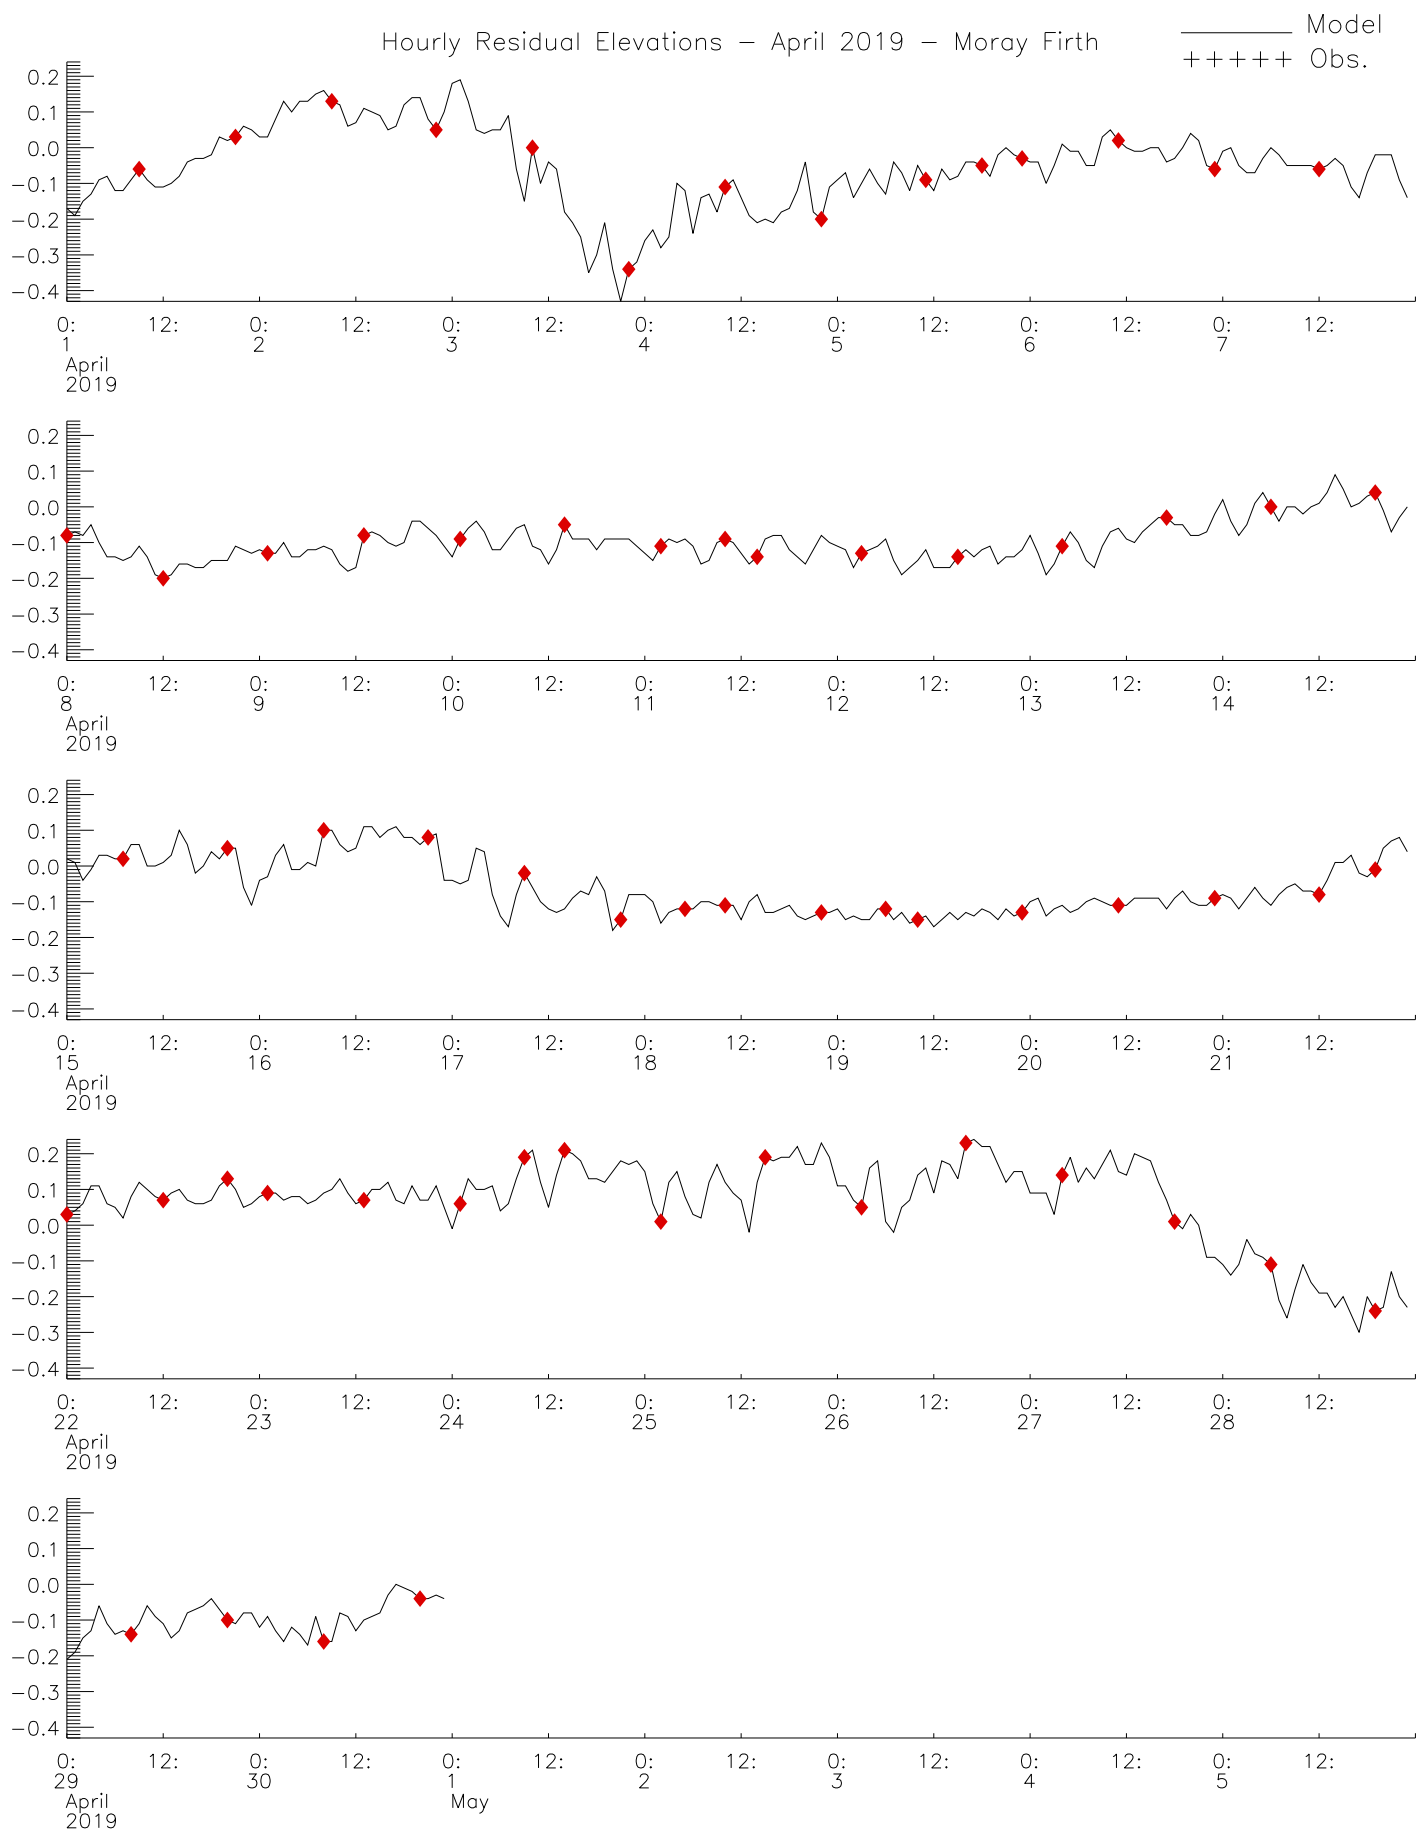 Hourly Residual Elevations − April 2019 − Moray Firth
Model
+++++ Obs.
0.2
0.1
0.0
−0.1
−0.2
−0.3
−0.4
0: 12: 0: 12: 0: 12: 0: 12: 0: 12: 0: 12: 0: 12:
1 2 3 4 5 6 7
April
2019
0.2
0.1
0.0
−0.1
−0.2
−0.3
−0.4
0: 12: 0: 12: 0: 12: 0: 12: 0: 12: 0: 12: 0: 12:
8 9 10 11 12 13 14
April
2019
0.2
0.1
0.0
−0.1
−0.2
−0.3
−0.4
0: 12: 0: 12: 0: 12: 0: 12: 0: 12: 0: 12: 0: 12:
15 16 17 18 19 20 21
April
2019
0.2
0.1
0.0
−0.1
−0.2
−0.3
−0.4
0: 12: 0: 12: 0: 12: 0: 12: 0: 12: 0: 12: 0: 12:
22 23 24 25 26 27 28
April
2019
0.2
0.1
0.0
−0.1
−0.2
−0.3
−0.4
0: 12: 0: 12: 0: 12: 0: 12: 0: 12: 0: 12: 0: 12:
29 30 1 2 3 4 5
April May
2019